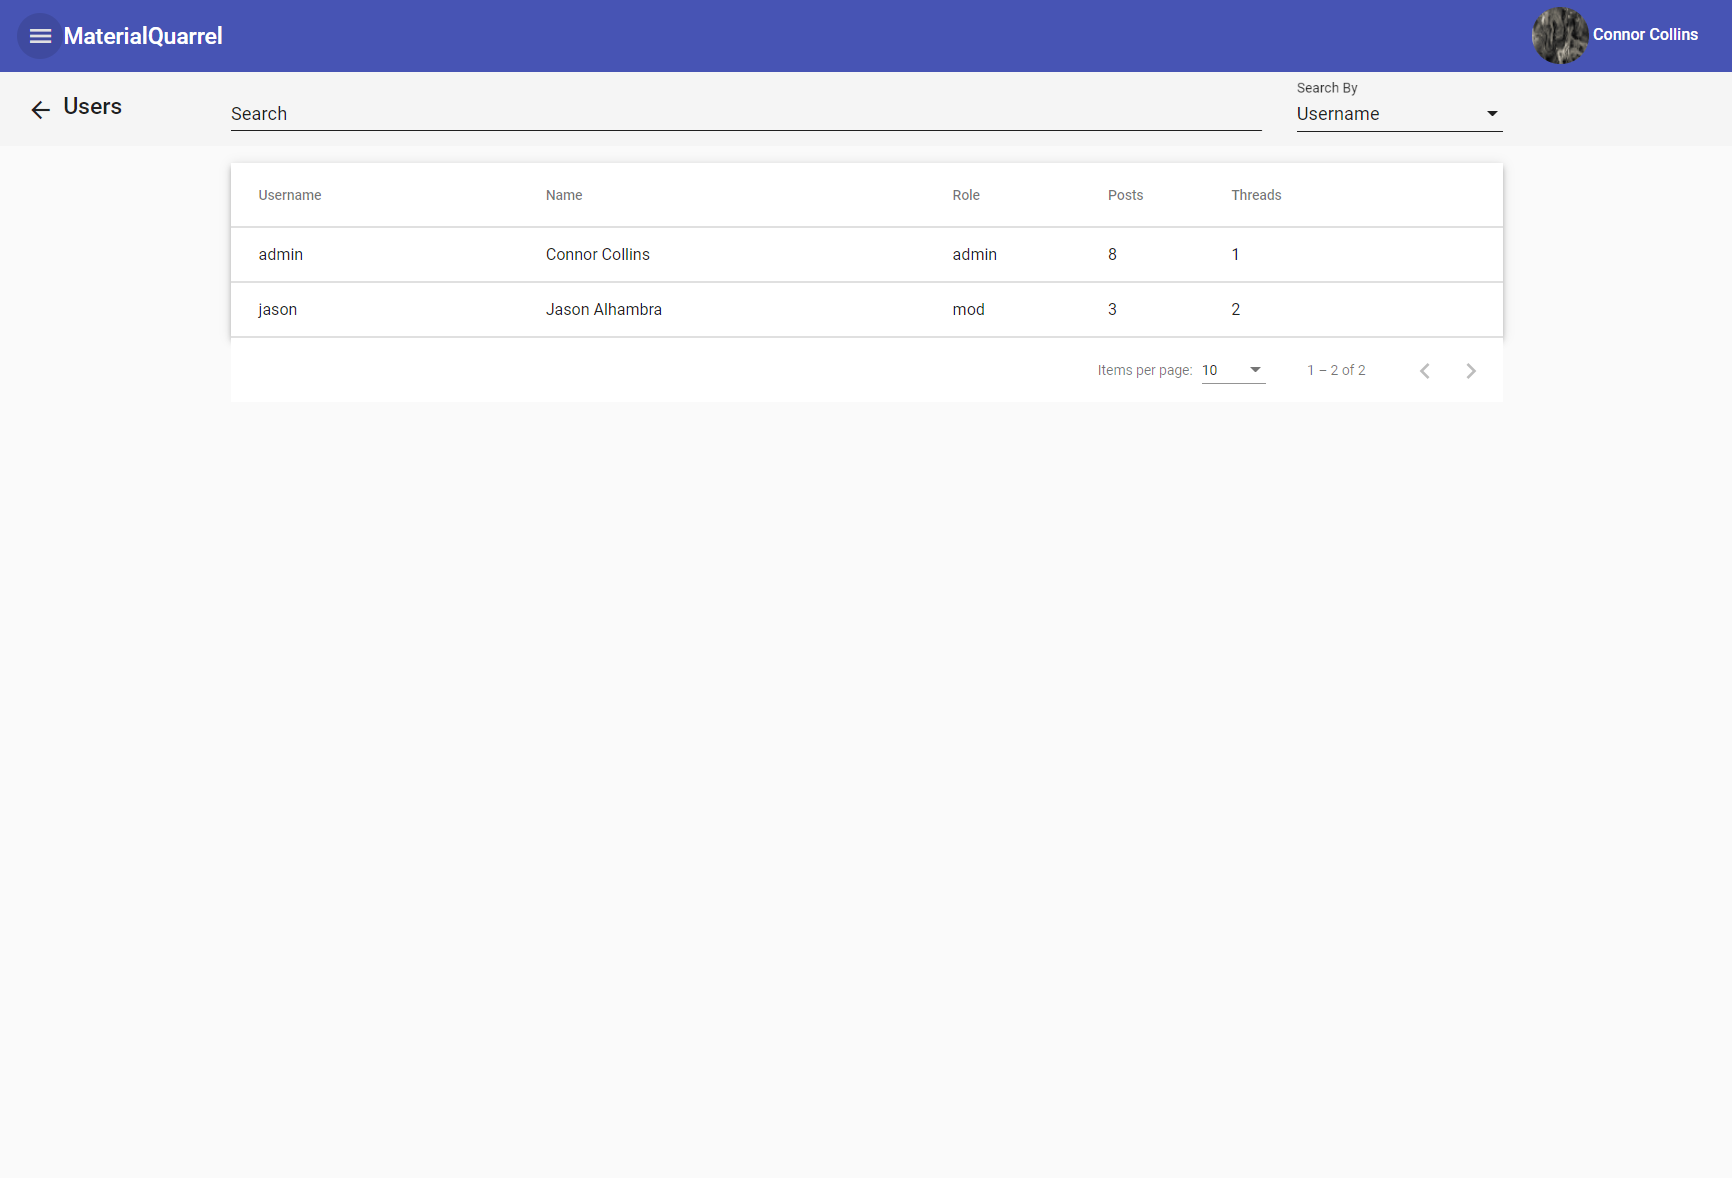 MaterialQuarrel
Connor Collins
Users
Search
Search By
Username
Username Name Role Posts Threads
admin Connor Collins admin 8 1
jason Jason Alhambra mod 3 2
Items per page: 10 1 – 2 of 2